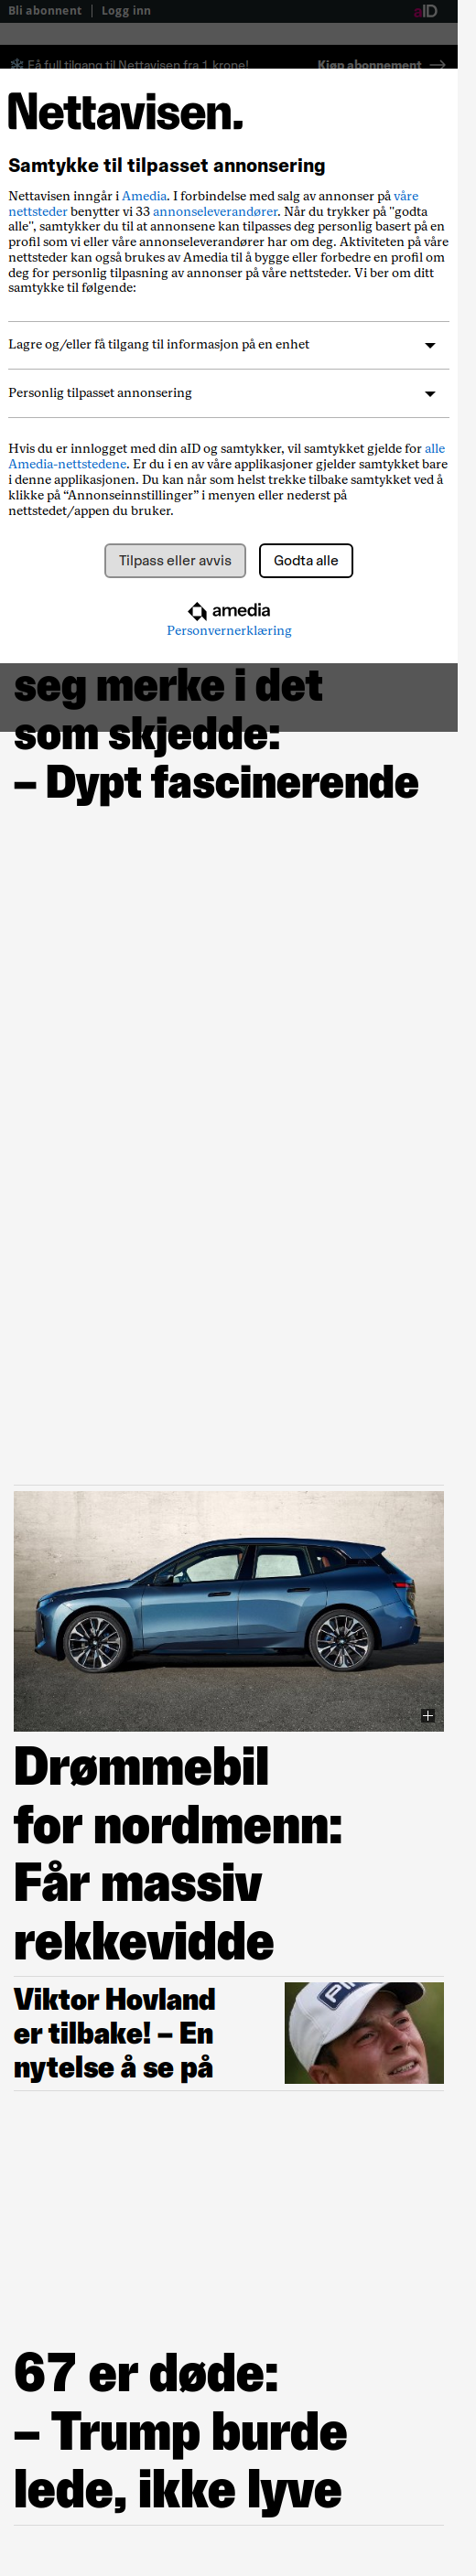 Bli abonnent | Logg inn
aID
Få full tilgang til Nettavisen fra 1 krone!
Kjøp abonnement
Nettavisen.
Samtykke til tilpasset annonsering
Nettavisen inngår i Amedia. I forbindelse med salg av annonser på våre
nettsteder benytter vi 33 annonseleverandører. Når du trykker på "godta
alle", samtykker du til at annonsene kan tilpasses deg personlig basert på en
profil som vi eller våre annonseleverandører har om deg. Aktiviteten på våre
nettsteder kan også brukes av Amedia til å bygge eller forbedre en profil om
deg for personlig tilpasning av annonser på våre nettsteder. Vi ber om ditt
samtykke til følgende:
Lagre og/eller få tilgang til informasjon på en enhet
Personlig tilpasset annonsering
Hvis du er innlogget med din aID og samtykker, vil samtykket gjelde for alle
Amedia-nettstedene. Er du i en av våre applikasjoner gjelder samtykket bare
i denne applikasjonen. Du kan når som helst trekke tilbake samtykket ved å
klikke på “Annonseinnstillinger” i menyen eller nederst på
nettstedet/appen du bruker.
Tilpass eller avvis
Godta alle
amedia
Personvernerklæring
seg merke i det
som skjedde:
– Dypt fascinerende
Drømmebil
for nordmenn:
Får massiv
rekkevidde
Viktor Hovland
er tilbake! – En
nytelse å se på
PING
67 er døde:
– Trump burde
lede, ikke lyve